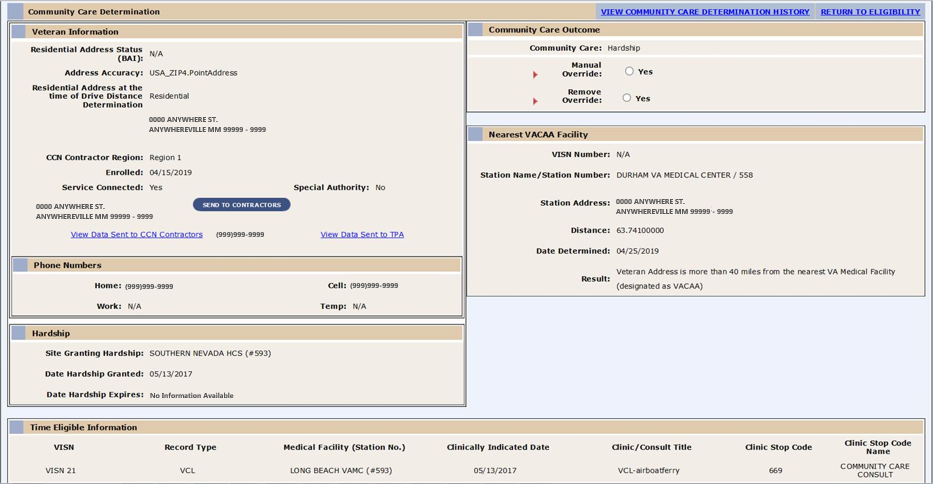 Community Care Determination
VIEW COMMUNITY CARE DETERMINATION HISTORY
RETURN TO ELIGIBILITY
Veteran Information
Residential Address Status
(BAI): N/A
Address Accuracy: USA_ZIP4.PointAddress
Residential Address at the
time of Drive Distance Residential
Determination
0000 ANYWHERE ST.
ANYWHEREVILLE MM 99999 - 9999
CCN Contractor Region: Region 1
Enrolled: 04/15/2019
Service Connected: Yes Special Authority: No
0000 ANYWHERE ST.
ANYWHEREVILLE MM 99999 - 9999
SEND TO CONTRACTORS
View Data Sent to CCN Contractors (999)999-9999 View Data Sent to TPA
Phone Numbers
Home: (999)999-9999 Cell: (999)999-9999
Work: N/A Temp: N/A
Hardship
Site Granting Hardship: SOUTHERN NEVADA HCS (#593)
Date Hardship Granted: 05/13/2017
Date Hardship Expires: No Information Available
Community Care Outcome
Community Care: Hardship
Manual
Override: Yes
Remove
Override: Yes
Nearest VACAA Facility
VISN Number: N/A
Station Name/Station Number: DURHAM VA MEDICAL CENTER / 558
Station Address: 0000 ANYWHERE ST.
ANYWHEREVILLE MM 99999 - 9999
Distance: 63.74100000
Date Determined: 04/25/2019
Result: Veteran Address is more than 40 miles from the nearest VA Medical Facility
(designated as VACAA)
Time Eligible Information
VISN Record Type Medical Facility (Station No.) Clinically Indicated Date Clinic/Consult Title Clinic Stop Code Clinic Stop Code
Name
VISN 21 VCL LONG BEACH VAMC (#593) 05/13/2017 VCL-airboatferry 669 COMMUNITY CARE
CONSULT